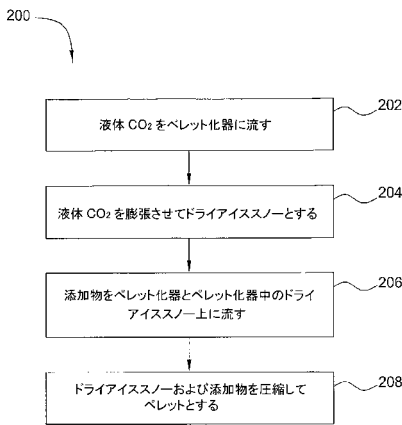 200
液体 CO2 をペレット化器に流す
202
液体 CO2 を膨張させてドライアイススノーとする
204
添加物をペレット化器とペレット化器中のドライ
アイススノー上に流す
206
ドライアイススノーおよび添加物を圧縮して
ペレットとする
208